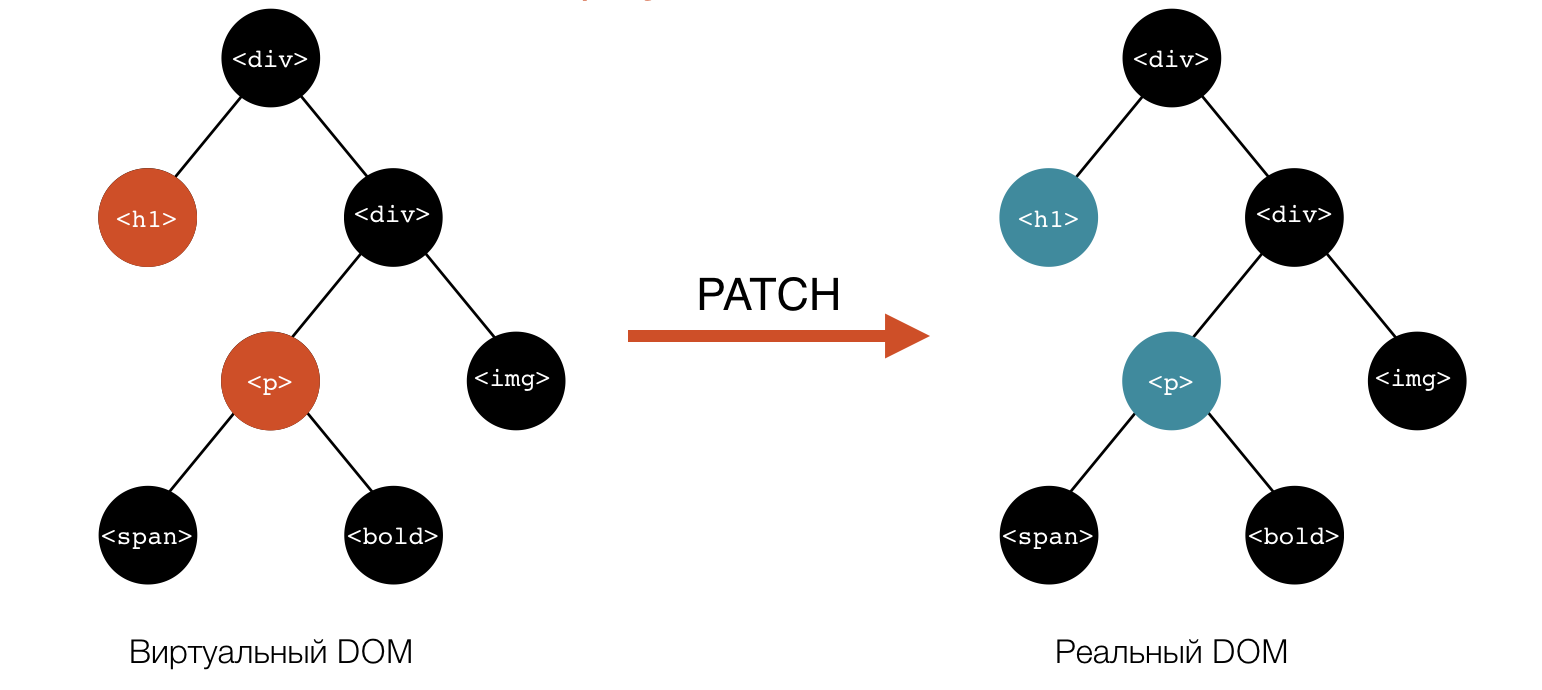 <div>
<h1>
<div>
<p>
<img>
<span>
<bold>
Виртуальный DOM
PATCH
<div>
<h1>
<div>
<p>
<img>
<span>
<bold>
Реальный DOM